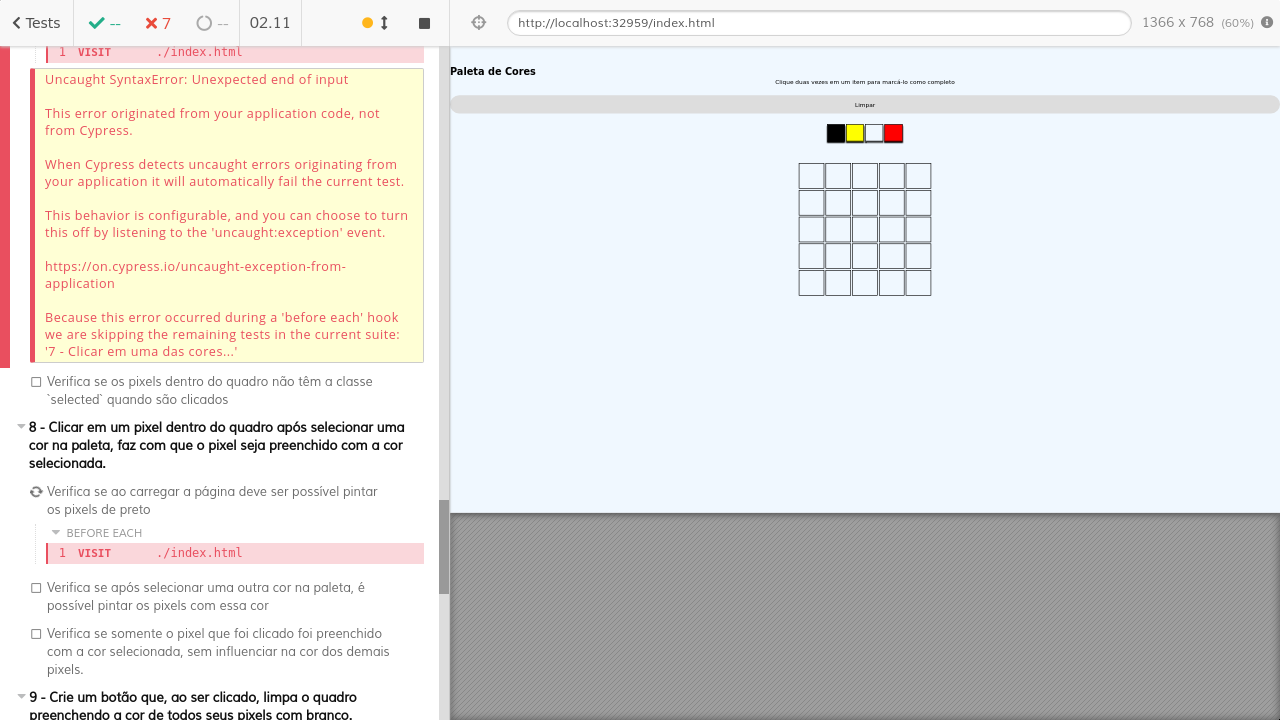 Tests
--
7
--
02.11
http://localhost:32959/index.html
1366 x 768 (60%)
1 VISIT ./index.html
Uncaught SyntaxError: Unexpected end of input
This error originated from your application code, not
from Cypress.
When Cypress detects uncaught errors originating from
your application it will automatically fail the current test.
This behavior is configurable, and you can choose to turn
this off by listening to the 'uncaught:exception' event.
https://on.cypress.io/uncaught-exception-from-
application
Because this error occurred during a 'before each' hook
we are skipping the remaining tests in the current suite:
'7 - Clicar em uma das cores...'
Verifica se os pixels dentro do quadro não têm a classe
`selected` quando são clicados
8 - Clicar em um pixel dentro do quadro após selecionar uma
cor na paleta, faz com que o pixel seja preenchido com a cor
selecionada.
Verifica se ao carregar a página deve ser possível pintar
os pixels de preto
BEFORE EACH
1 VISIT ./index.html
Verifica se após selecionar uma outra cor na paleta, é
possível pintar os pixels com essa cor
Verifica se somente o pixel que foi clicado foi preenchido
com a cor selecionada, sem influenciar na cor dos demais
pixels.
9 - Crie um botão que, ao ser clicado, limpa o quadro
preenchendo a cor de todos seus pixels com branco.
Paleta de Cores
Clique duas vezes em um item para marcá-lo como completo
Limpar